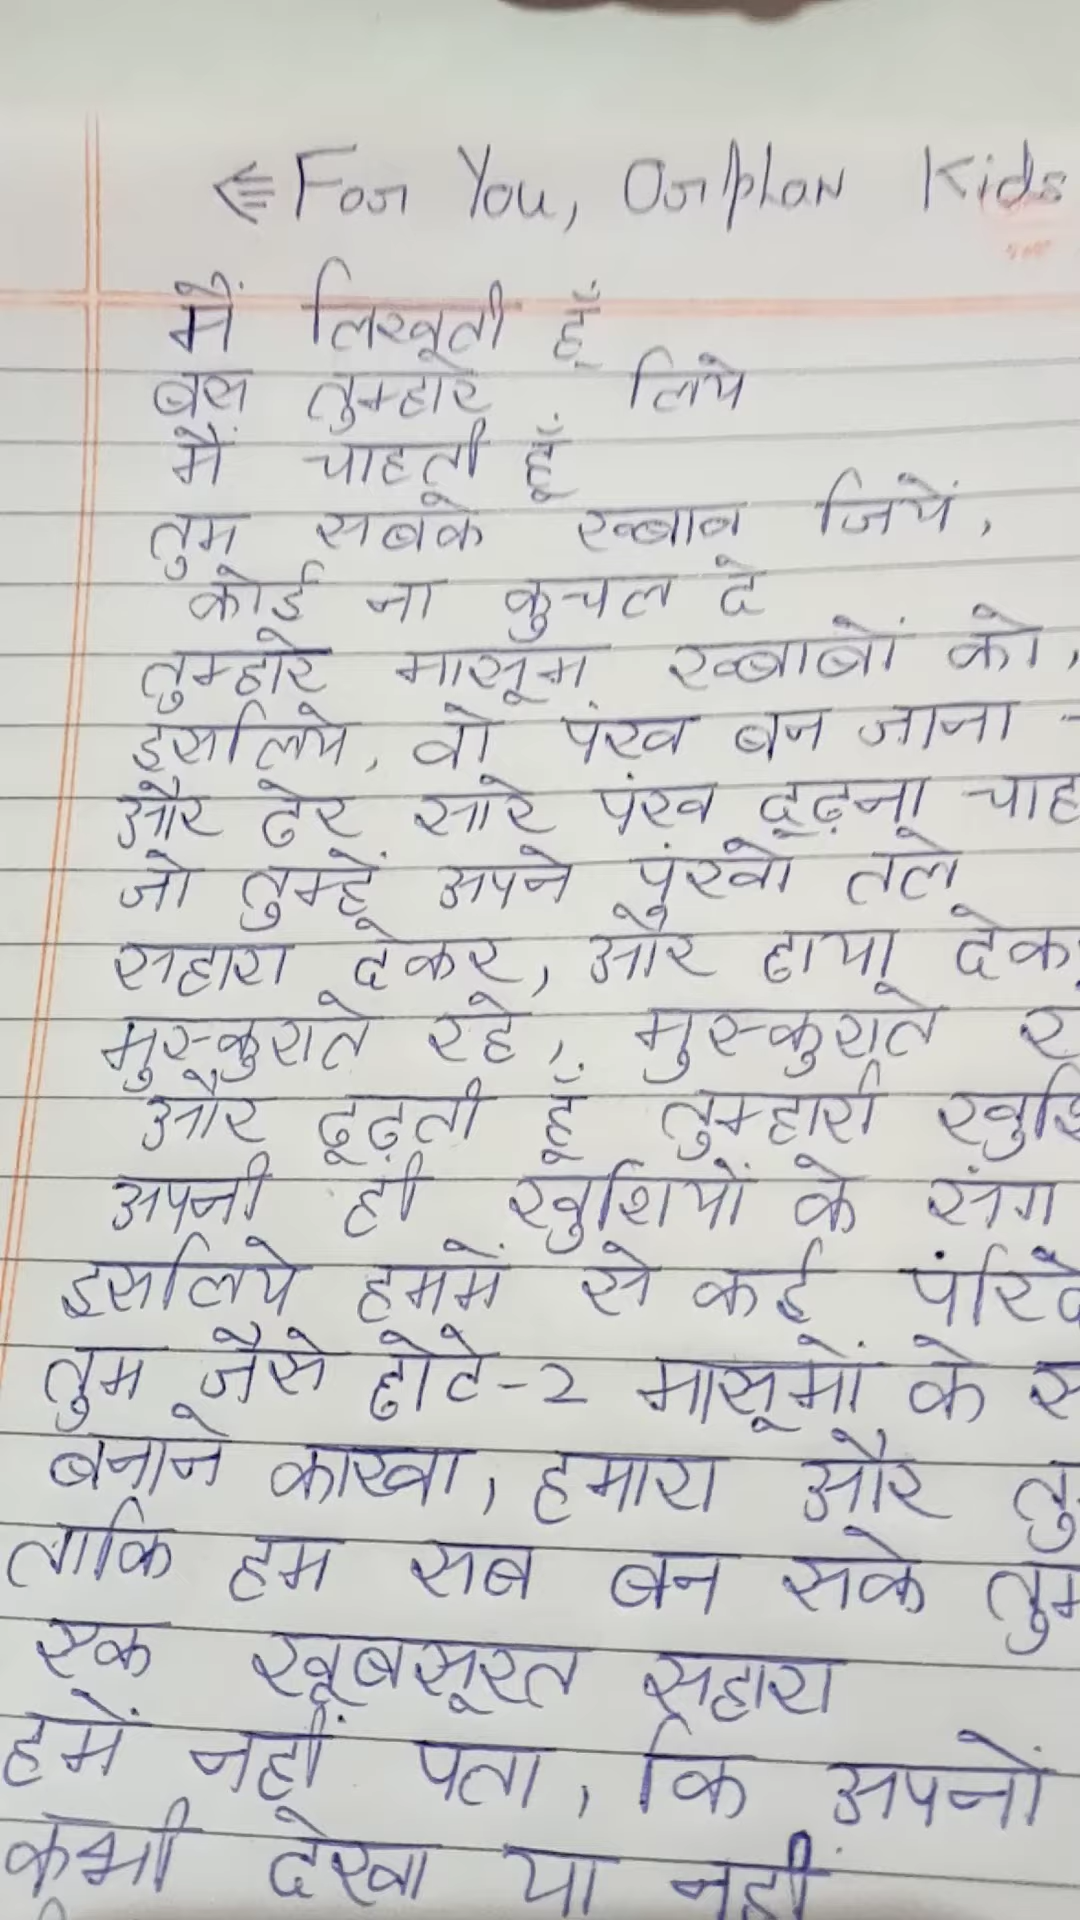 For You, Orphan Kids
मैं लिखती हूँ
बस तुम्हारे लिये
मैं चाहती हूँ
तुम सबके ख्बाब जियें,
कोई ना कुचल दे
तुम्हारे मासूम ख्बाबों को,
इसलिये, वो पंख बन जाना
और ढेर सारे पंख ढूढ़ना चाह
जो तुम्हें अपने पंखो तले
सहारा देकर, और छाया देक
मुस्कुराते रहे, मुस्कुराते
और ढूढ़ती हूँ तुम्हारी खुशि
अपनी ही खुशियों के संग
इसलिये हममें से कई
तुम जैसे छोटे-2 मासूमों के
बनाने कारवा, हमारा और
ताकि हम सब बन सके तुम
एक खूबसूरत सहारा
हमें नहीं पता, कि अपनों
कभी देखा या नहीं